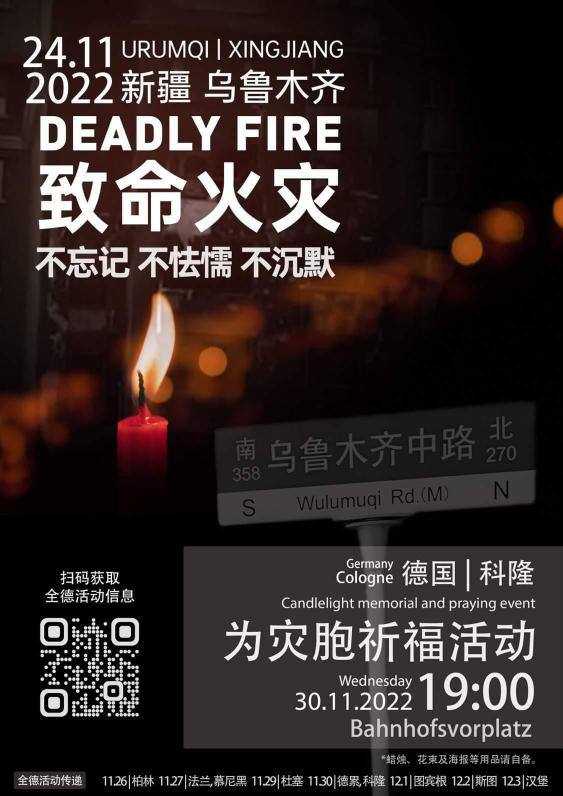 24.11 URUMQI | XINGJIANG
2022 新疆 乌鲁木齐
DEADLY FIRE
致命火灾
不忘记 不怯懦 不沉默
南 358 乌鲁木齐中路 北 270
S Wulumuqi Rd.(M) N
扫码获取
全德活动信息
Germany
Cologne 德国 | 科隆
Candlelight memorial and praying event
为灾胞祈福活动
Wednesday
30.11.2022 19:00
Bahnhofsvorplatz
*蜡烛、花束及海报等用品请自备。
全德活动传递 11.26|柏林 11.27|法兰,慕尼黑 11.29|杜塞 11.30|德累,科隆 12.1|图宾根 12.2|斯图 12.3|汉堡